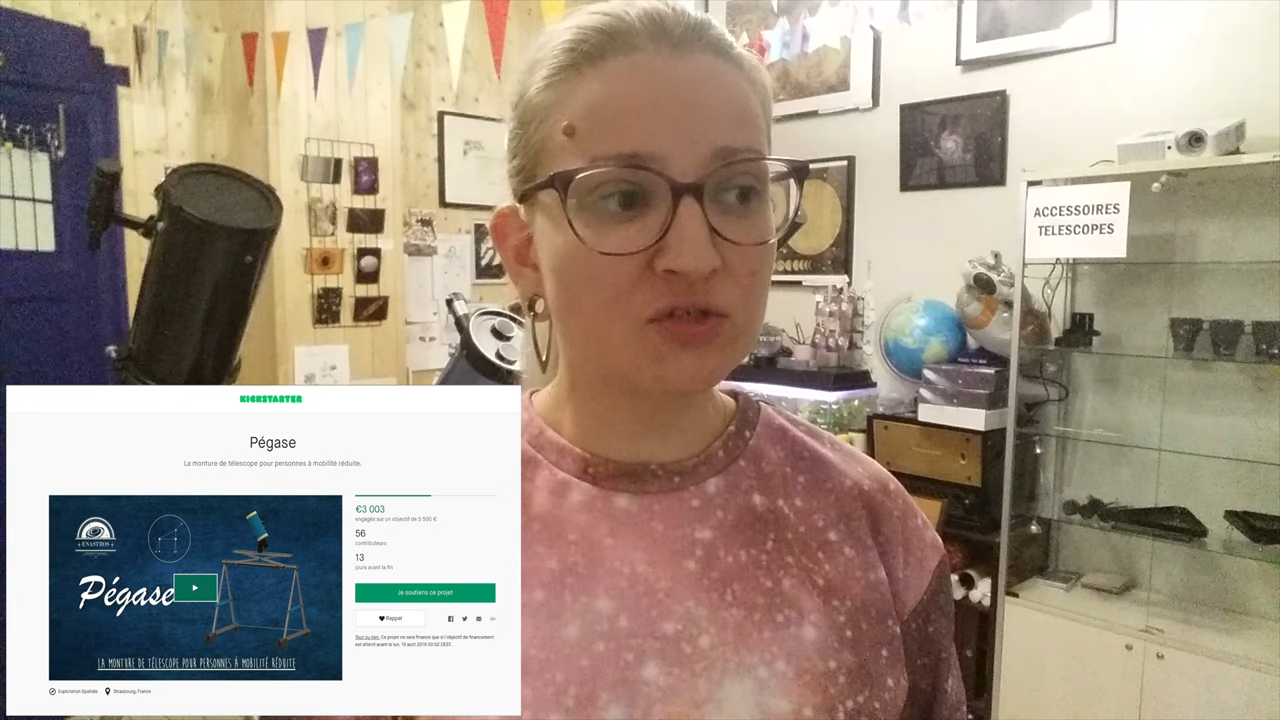 ACCESSOIRES
TELESCOPES
KICKSTARTER
Pégase
La monture de télescope pour personnes à mobilité réduite.
€3 003
engagés sur un objectif de 5 500 €
56
contributeurs
13
jours avant la fin
Je soutiens ce projet
Rappel
Tout ou rien. Ce projet ne sera financé que si l'objectif de financement
est atteint avant le lun. 19 août 2019 00:02 CEST.
ENASTROS
Pégase
LA MONTURE DE TÉLESCOPE POUR PERSONNES À MOBILITÉ RÉDUITE
Exploration Spatiale
Strasbourg, France